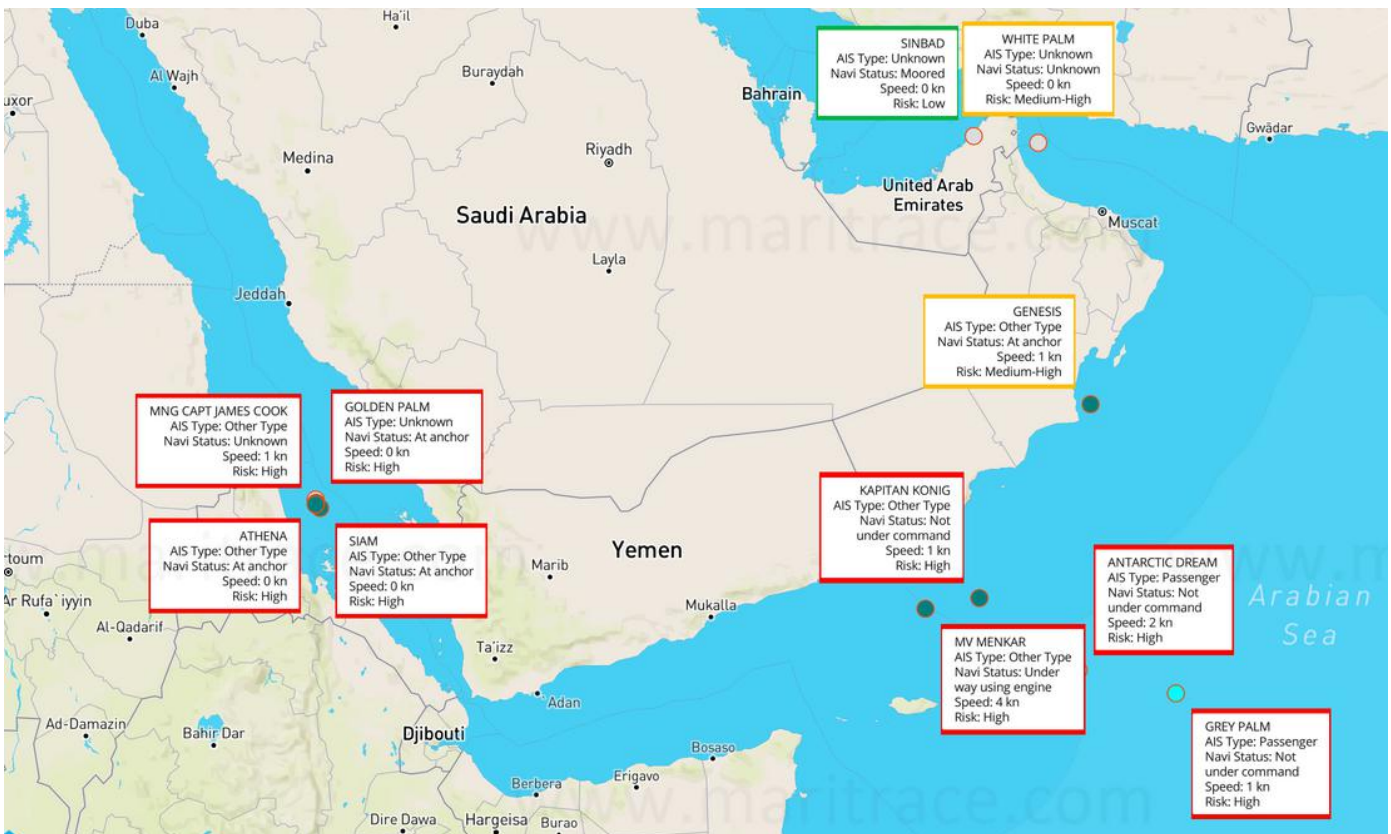 Duba
Ha'il
Al Wajh
Buraydah
uxor
Medina
Riyadh
Bahrain
SINBAD
AIS Type: Unknown
Navi Status: Moored
Speed: 0 kn
Risk: Low
WHITE PALM
AIS Type: Unknown
Navi Status: Unknown
Speed: 0 kn
Risk: Medium-High
Gwādar
United Arab
Emirates
Muscat
Saudi Arabia
www.maritrace.com
Layla
Jeddah
GENESIS
AIS Type: Other Type
Navi Status: At anchor
Speed: 1 kn
Risk: Medium-High
MNG CAPT JAMES COOK
AIS Type: Other Type
Navi Status: Unknown
Speed: 1 kn
Risk: High
GOLDEN PALM
AIS Type: Unknown
Navi Status: At anchor
Speed: 0 kn
Risk: High
ATHENA
AIS Type: Other Type
Navi Status: At anchor
Speed: 0 kn
Risk: High
SIAM
AIS Type: Other Type
Navi Status: At anchor
Speed: 0 kn
Risk: High
KAPITAN KONIG
AIS Type: Other Type
Navi Status: Not
under command
Speed: 1 kn
Risk: High
Yemen
Marib
Mukalla
Ta'izz
'Adan
rtoum
Ar Rufa`iyyin
Al-Qadarif
ANTARCTIC DREAM
AIS Type: Passenger
Navi Status: Not
under command
Speed: 2 kn
Risk: High
Arabian
Sea
MV MENKAR
AIS Type: Other Type
Navi Status: Under
way using engine
Speed: 4 kn
Risk: High
GREY PALM
AIS Type: Passenger
Navi Status: Not
under command
Speed: 1 kn
Risk: High
Ad-Damazin
Bahir Dar
Djibouti
Bosaso
Berbera
Erigavo
www.maritrace.com
Dire Dawa
Hargeisa
Burao